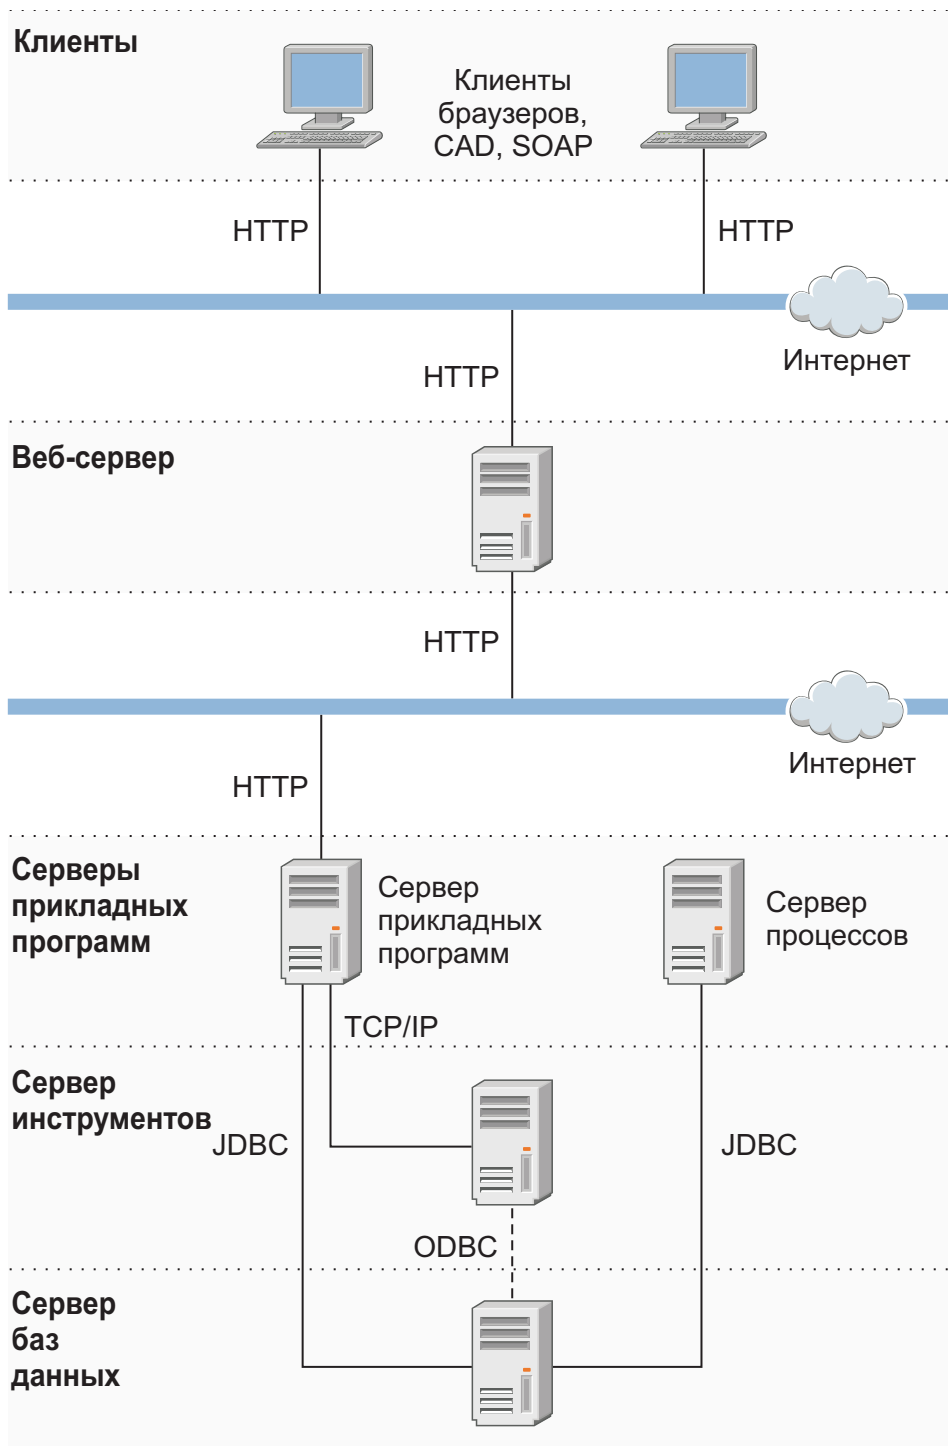 Клиенты
Клиенты
браузеров,
CAD, SOAP
HTTP
HTTP
Интернет
HTTP
Веб-сервер
HTTP
Интернет
HTTP
Серверы
прикладных
программ
Сервер
прикладных
программ
Сервер
процессов
TCP/IP
Сервер
инструментов
JDBC
JDBC
ODBC
Сервер
баз
данных